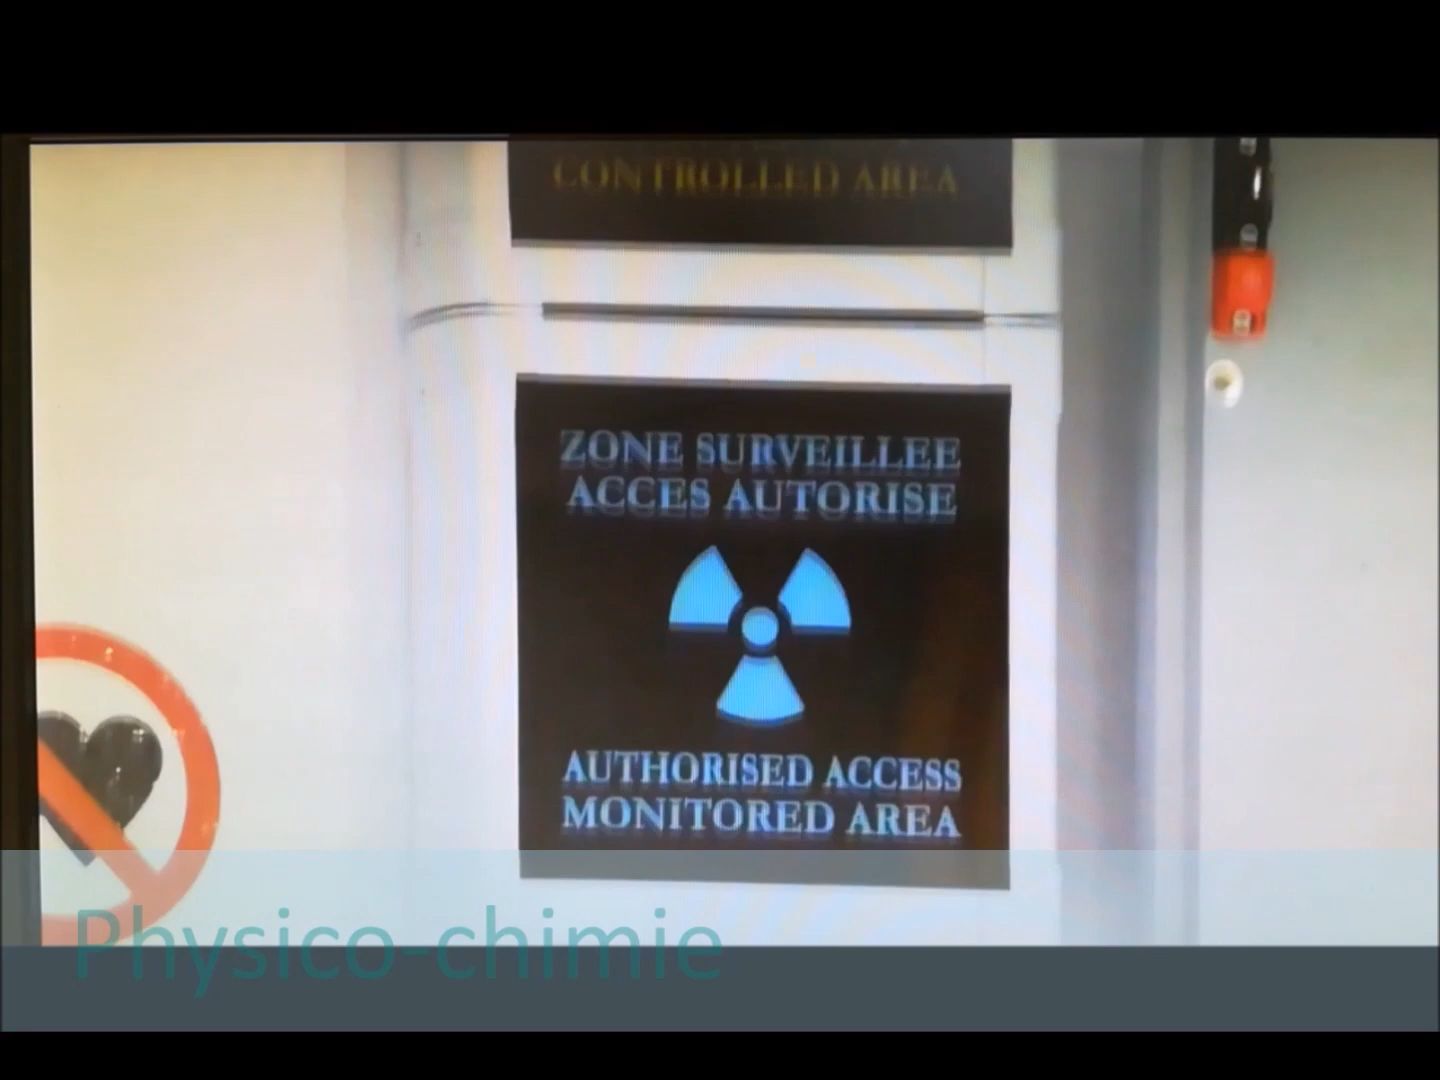 CONTROLLED AREA
ZONE SURVEILLEE
ACCES AUTORISE
AUTHORISED ACCESS
MONITORED AREA
Physico-chimie